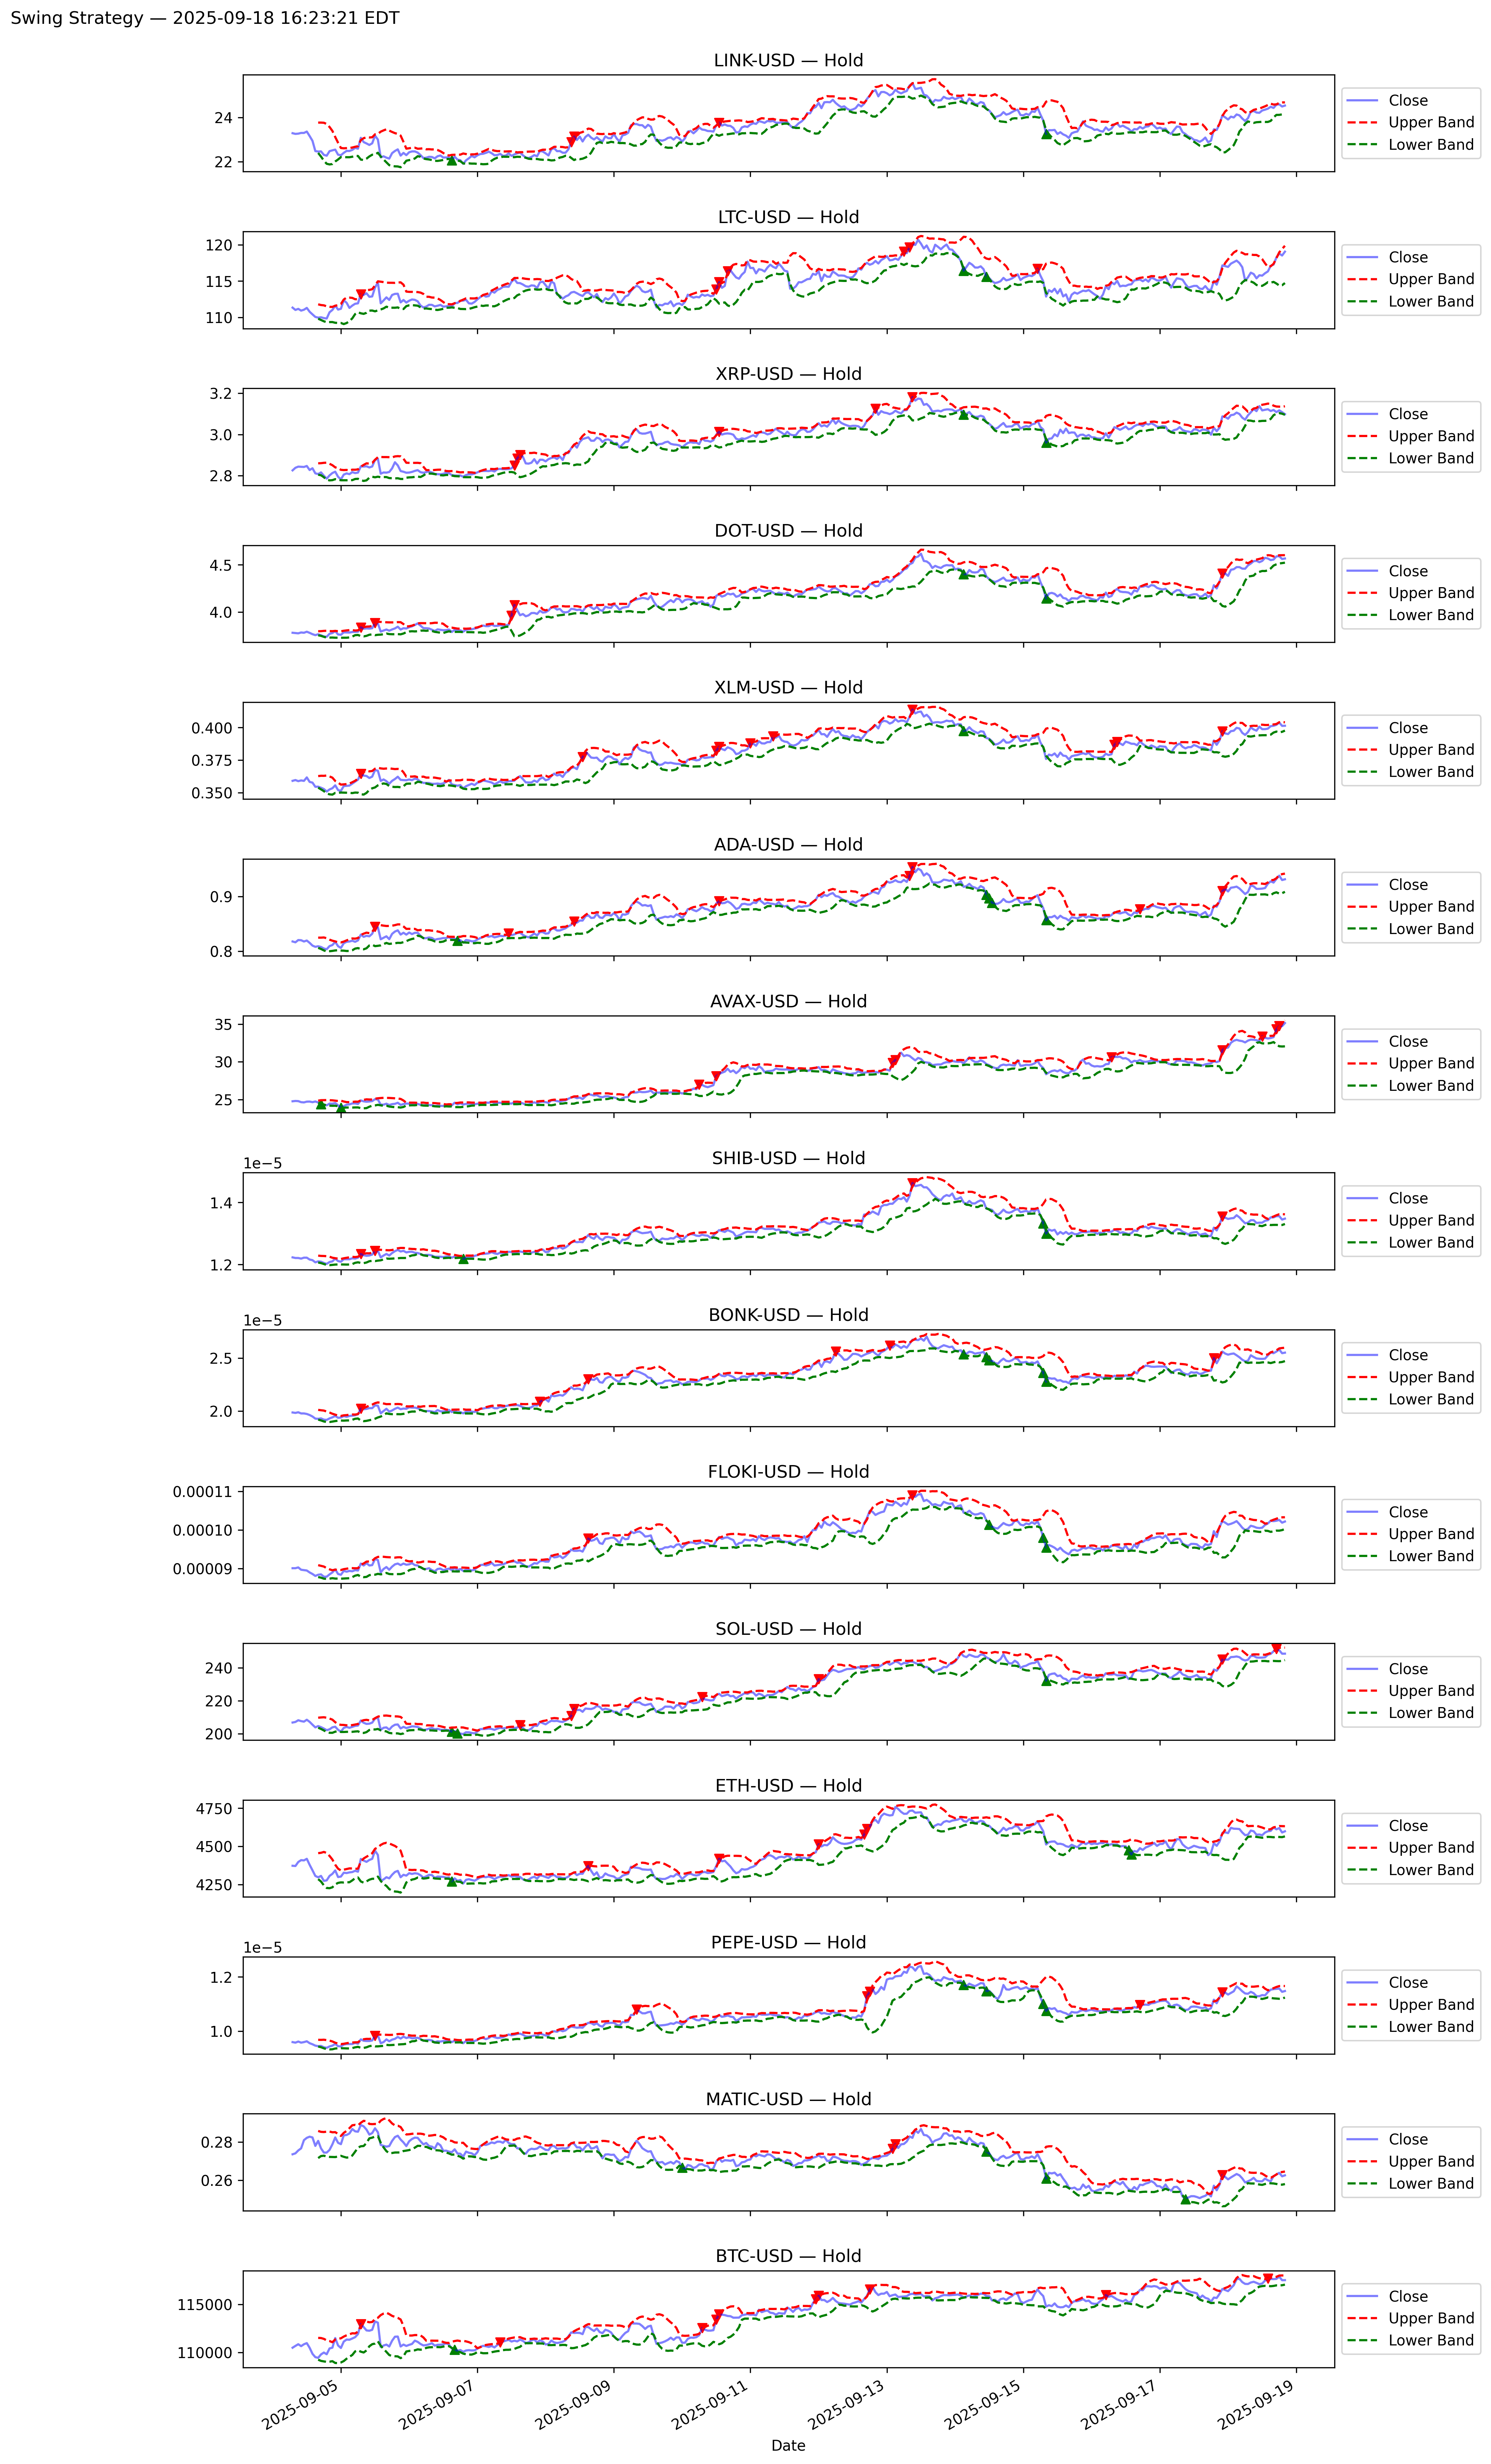 Swing Strategy — 2025-09-18 16:23:21 EDT
LINK-USD — Hold
24
22
Close
Upper Band
Lower Band
LTC-USD — Hold
120
115
110
Close
Upper Band
Lower Band
XRP-USD — Hold
3.2
3.0
2.8
Close
Upper Band
Lower Band
DOT-USD — Hold
4.5
4.0
Close
Upper Band
Lower Band
XLM-USD — Hold
0.400
0.375
0.350
Close
Upper Band
Lower Band
ADA-USD — Hold
0.9
0.8
Close
Upper Band
Lower Band
AVAX-USD — Hold
35
30
25
Close
Upper Band
Lower Band
SHIB-USD — Hold
1e−5
1.4
1.2
Close
Upper Band
Lower Band
BONK-USD — Hold
1e−5
2.5
2.0
Close
Upper Band
Lower Band
FLOKI-USD — Hold
0.00011
0.00010
0.00009
Close
Upper Band
Lower Band
SOL-USD — Hold
240
220
200
Close
Upper Band
Lower Band
ETH-USD — Hold
4750
4500
4250
Close
Upper Band
Lower Band
PEPE-USD — Hold
1e−5
1.2
1.0
Close
Upper Band
Lower Band
MATIC-USD — Hold
0.28
0.26
Close
Upper Band
Lower Band
BTC-USD — Hold
115000
110000
Close
Upper Band
Lower Band
2025-09-05
2025-09-07
2025-09-09
2025-09-11
2025-09-13
2025-09-15
2025-09-17
2025-09-19
Date